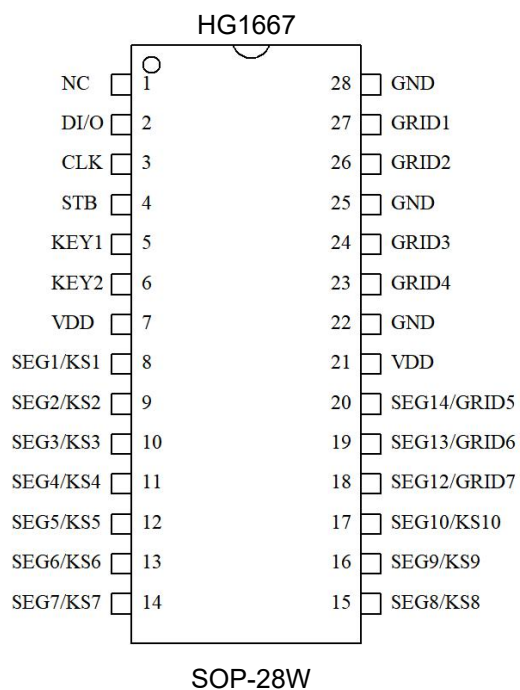 HG1667
NC 1 28 GND
DI/O 2 27 GRID1
CLK 3 26 GRID2
STB 4 25 GND
KEY1 5 24 GRID3
KEY2 6 23 GRID4
VDD 7 22 GND
SEG1/KS1 8 21 VDD
SEG2/KS2 9 20 SEG14/GRID5
SEG3/KS3 10 19 SEG13/GRID6
SEG4/KS4 11 18 SEG12/GRID7
SEG5/KS5 12 17 SEG10/KS10
SEG6/KS6 13 16 SEG9/KS9
SEG7/KS7 14 15 SEG8/KS8
SOP-28W